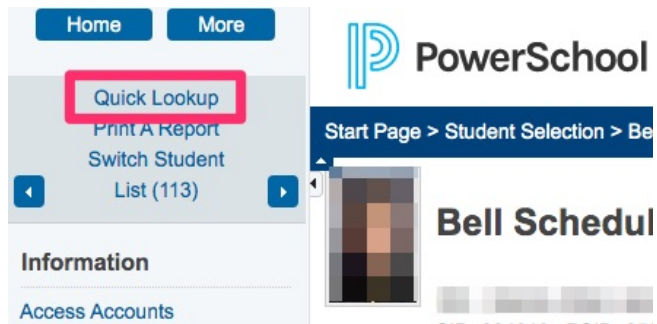 Home More
Quick Lookup
Print A Report
Switch Student
List (113)
Information
Access Accounts
PowerSchool
Start Page > Student Selection > Be
Bell Schedul